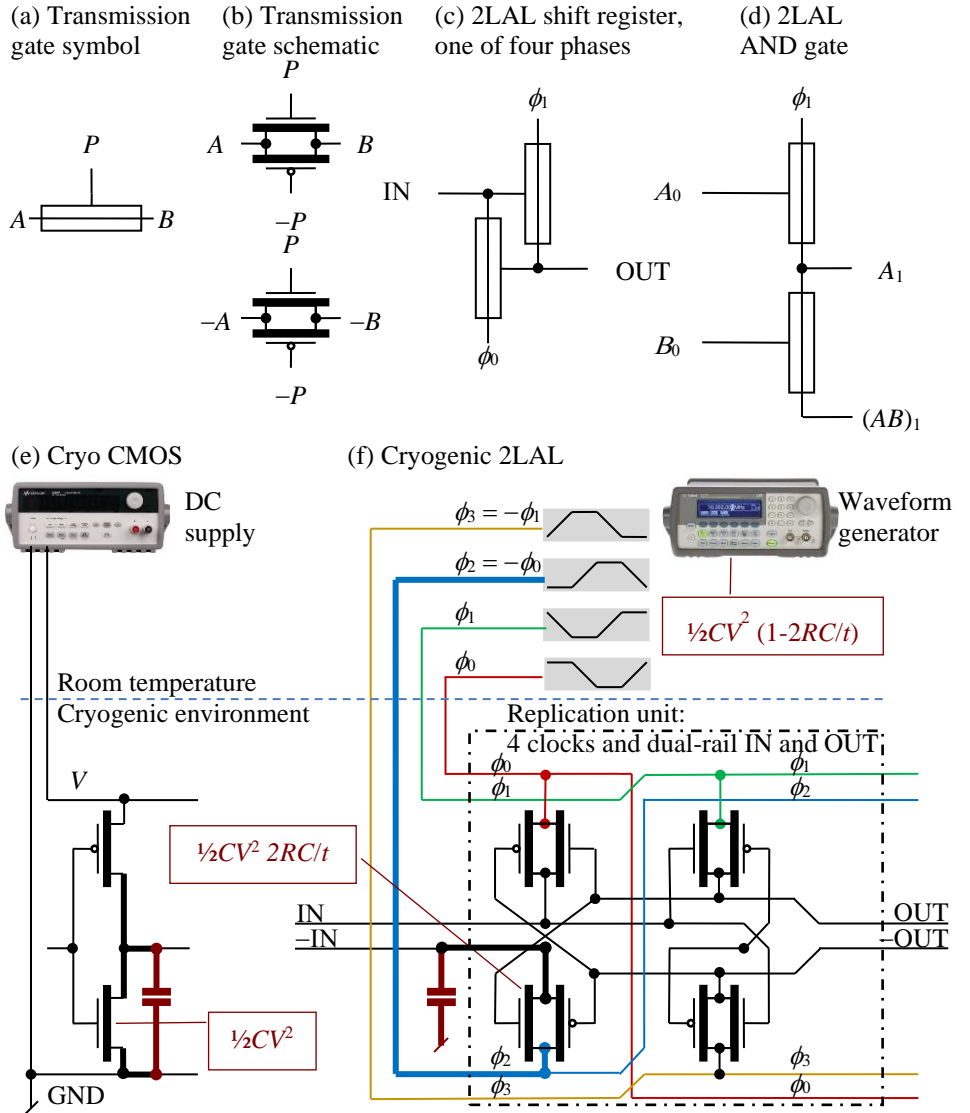 (a) Transmission
gate symbol
(b) Transmission
gate schematic
(c) 2LAL shift register,
one of four phases
(d) 2LAL
AND gate
P
A
B
P
A
B
–P
P
–A
–B
–P
ϕ1
IN
OUT
ϕ0
ϕ1
A0
A1
B0
(AB)1
(e) Cryo CMOS
DC
supply
(f) Cryogenic 2LAL
ϕ3 = –ϕ1
ϕ2 = –ϕ0
ϕ1
ϕ0
Waveform
generator
½CV² (1-2RC/t)
Room temperature
Cryogenic environment
Replication unit:
4 clocks and dual-rail IN and OUT
V
½CV² 2RC/t
½CV²
GND
ϕ0
ϕ1
ϕ1
ϕ2
IN
–IN
OUT
–OUT
ϕ2
ϕ3
ϕ3
ϕ0